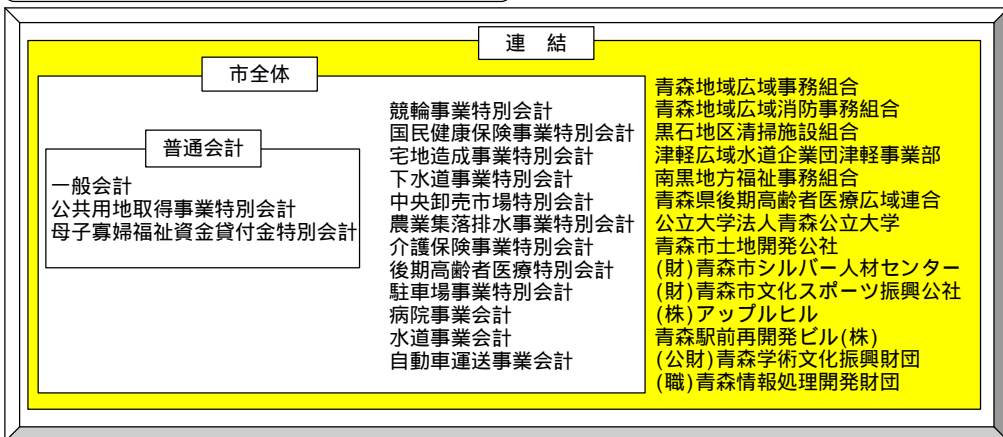 連　結
市全体
普通会計
一般会計
公共用地取得事業特別会計
母子寡婦福祉資金貸付金特別会計
競輪事業特別会計
国民健康保険事業特別会計
宅地造成事業特別会計
下水道事業特別会計
中央卸売市場特別会計
農業集落排水事業特別会計
介護保険事業特別会計
後期高齢者医療特別会計
駐車場事業特別会計
病院事業会計
水道事業会計
自動車運送事業会計
青森地域広域事務組合
青森地域広域消防事務組合
黒石地区清掃施設組合
津軽広域水道企業団津軽事業部
南黒地方福祉事務組合
青森県後期高齢者医療広域連合
公立大学法人青森公立大学
青森市土地開発公社
(財)青森市シルバー人材センター
(財)青森市文化スポーツ振興公社
(株)アップルヒル
青森駅前再開発ビル(株)
(公財)青森学術文化振興財団
(職)青森情報処理開発財団